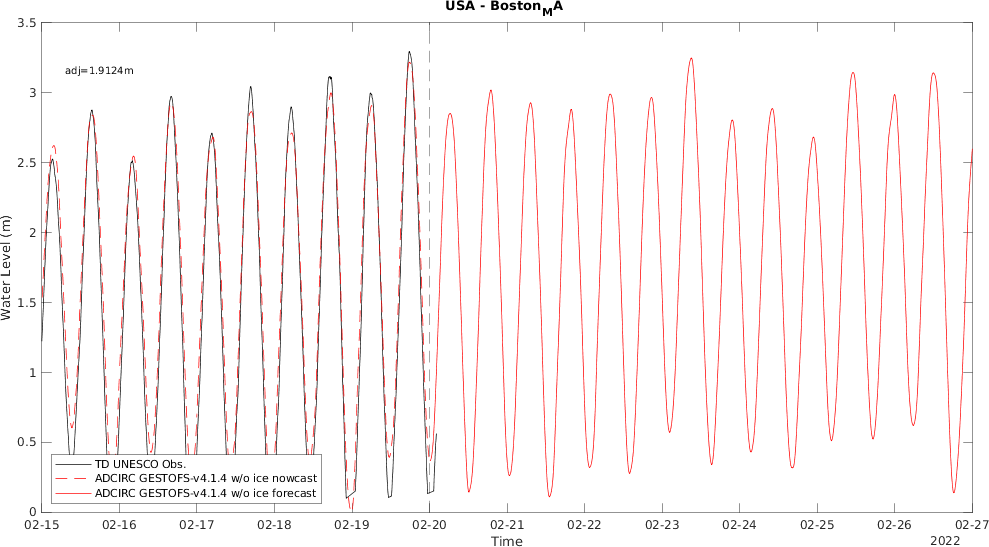 USA - Boston_MA
adj=1.9124m
3.5
3
2.5
2
1.5
1
0.5
0
Water Level (m)
TD UNESCO Obs.
ADCIRC GESTOFS-v4.1.4 w/o ice nowcast
ADCIRC GESTOFS-v4.1.4 w/o ice forecast
02-15 02-16 02-17 02-18 02-19 02-20 02-21 02-22 02-23 02-24 02-25 02-26 02-27
Time
2022